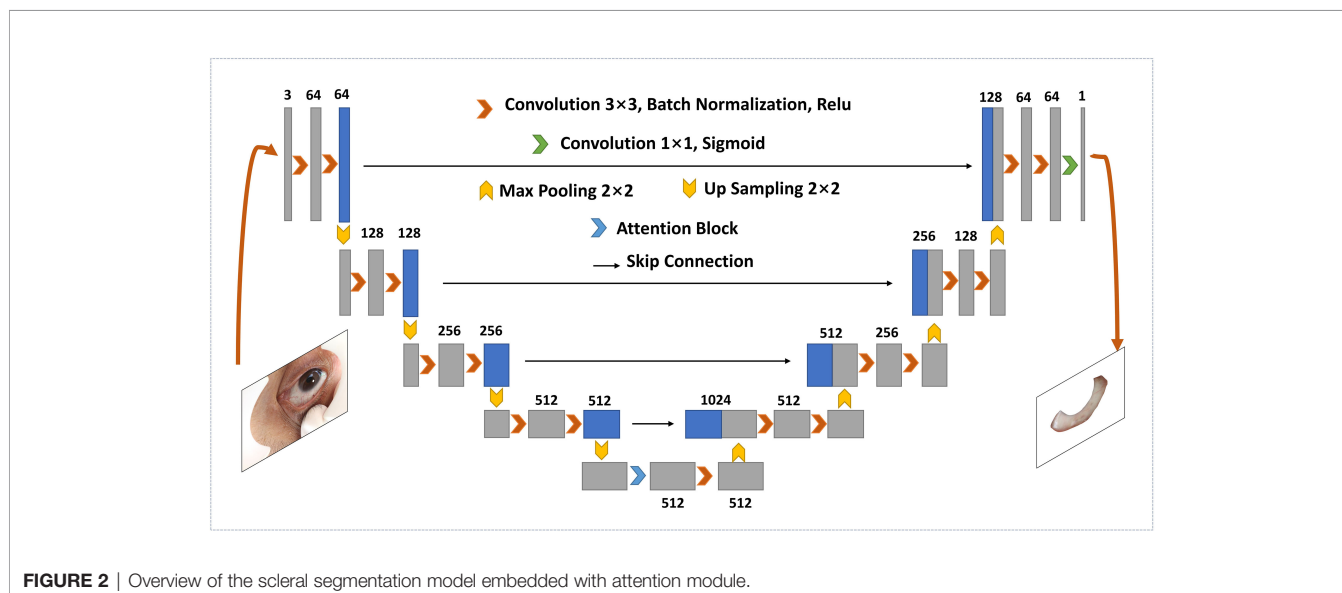 3 64 64
Convolution 3×3, Batch Normalization, Relu
128 64 64 1
Convolution 1×1, Sigmoid
Max Pooling 2×2 Up Sampling 2×2
128 128
Attention Block
256 128
Skip Connection
256 256
512 256
512 512
1024 512
512 512
FIGURE 2 | Overview of the scleral segmentation model embedded with attention module.